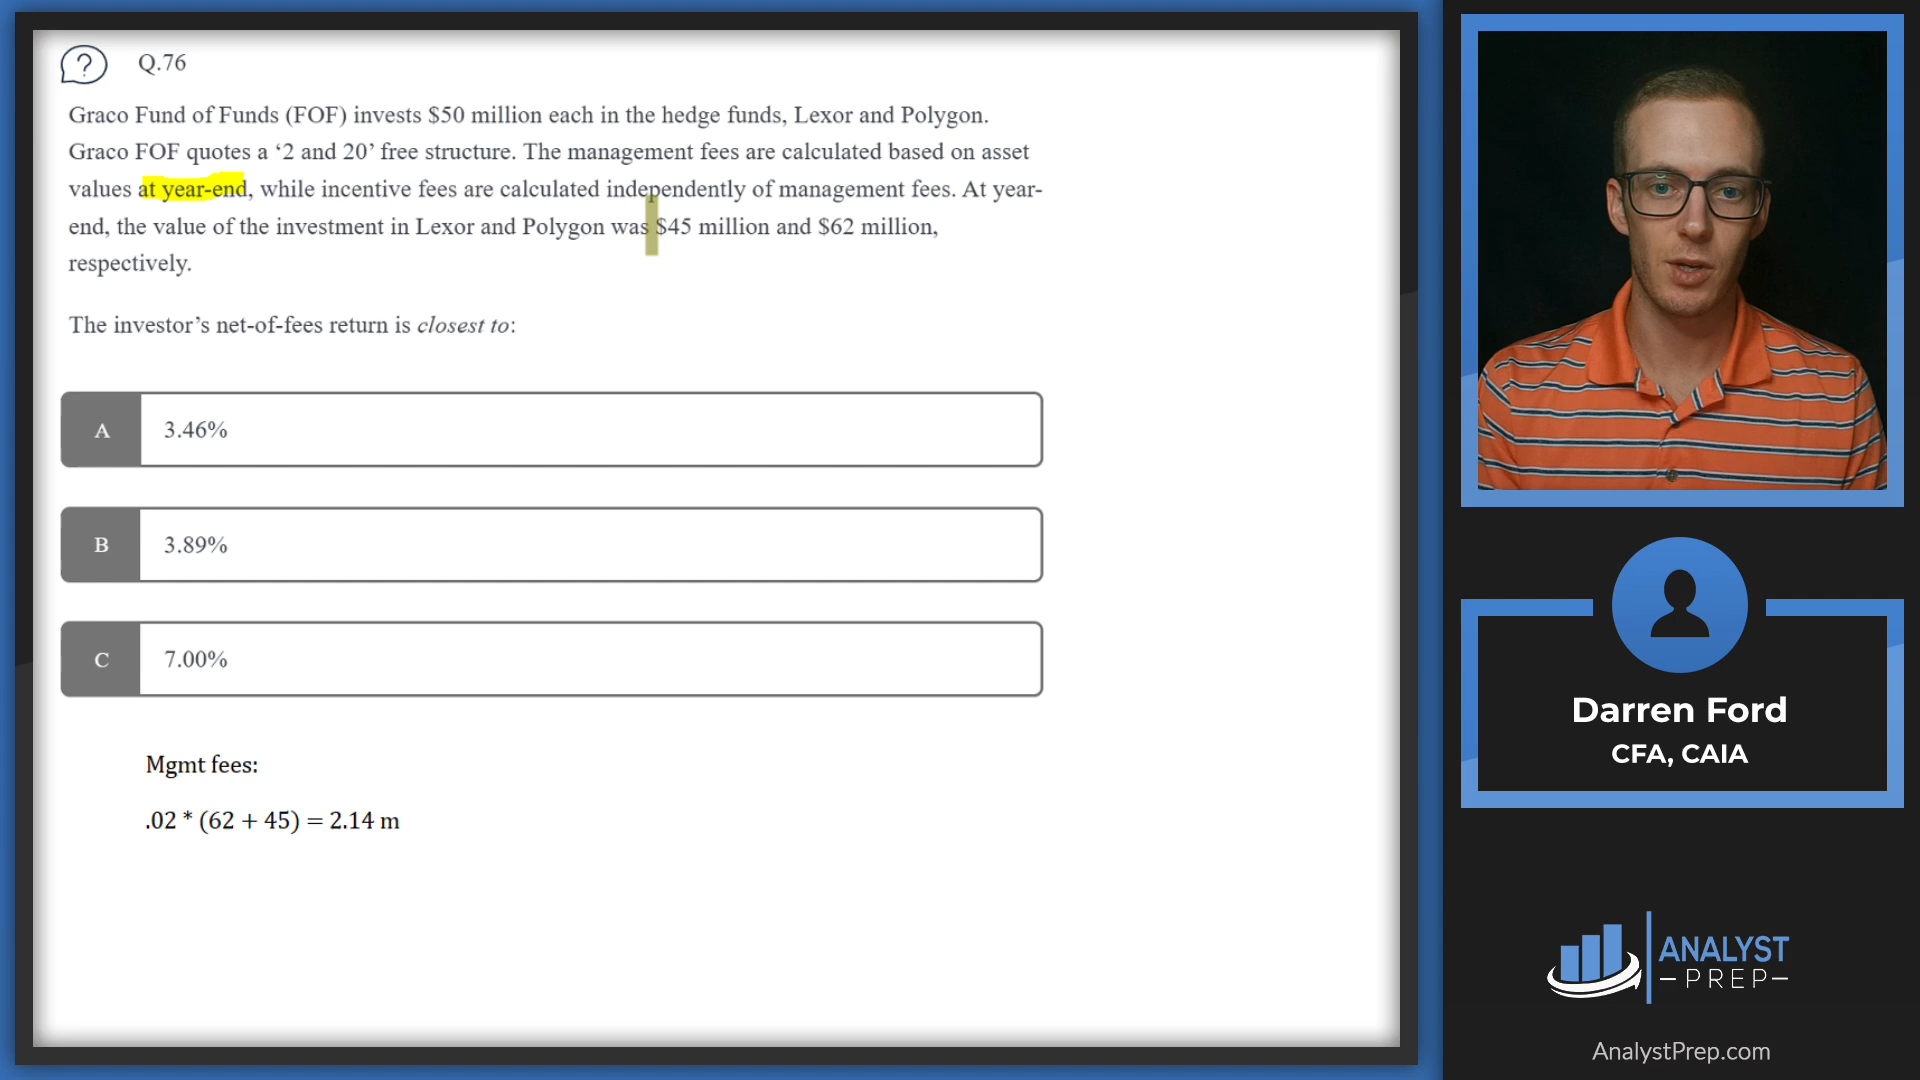 ?
Q.76
Graco Fund of Funds (FOF) invests $50 million each in the hedge funds, Lexor and Polygon.
Graco FOF quotes a ‘2 and 20’ free structure. The management fees are calculated based on asset
values at year-end, while incentive fees are calculated independently of management fees. At year-
end, the value of the investment in Lexor and Polygon was $45 million and $62 million,
respectively.
The investor’s net-of-fees return is closest to:
A 3.46%
B 3.89%
C 7.00%
Mgmt fees:
.02 * (62 + 45) = 2.14 m
Darren Ford
CFA, CAIA
ANALYST
PREP
AnalystPrep.com